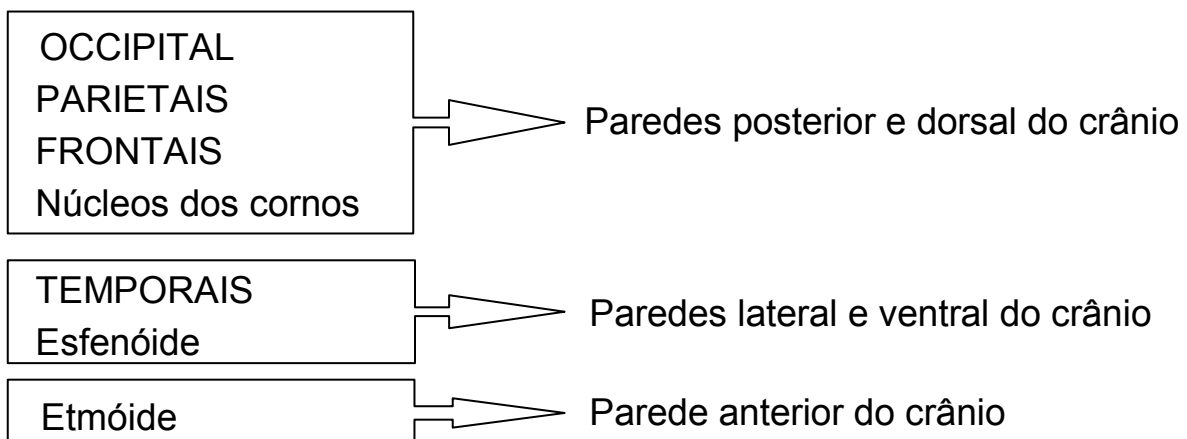 OCCIPITAL
PARIETAIS
FRONTAIS
Núcleos dos cornos
Paredes posterior e dorsal do crânio
TEMPORAIS
Esfenóide
Paredes lateral e ventral do crânio
Etmóide
Parede anterior do crânio